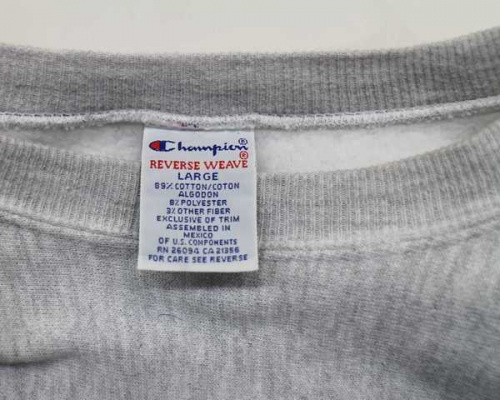 Champion®
REVERSE WEAVE®
LARGE
89% COTTON/COTON
ALGODON
8% POLYESTER
3% OTHER FIBER
EXCLUSIVE OF TRIM
ASSEMBLED IN
MEXICO
OF U.S. COMPONENTS
RN 26094 CA 21356
FOR CARE SEE REVERSE